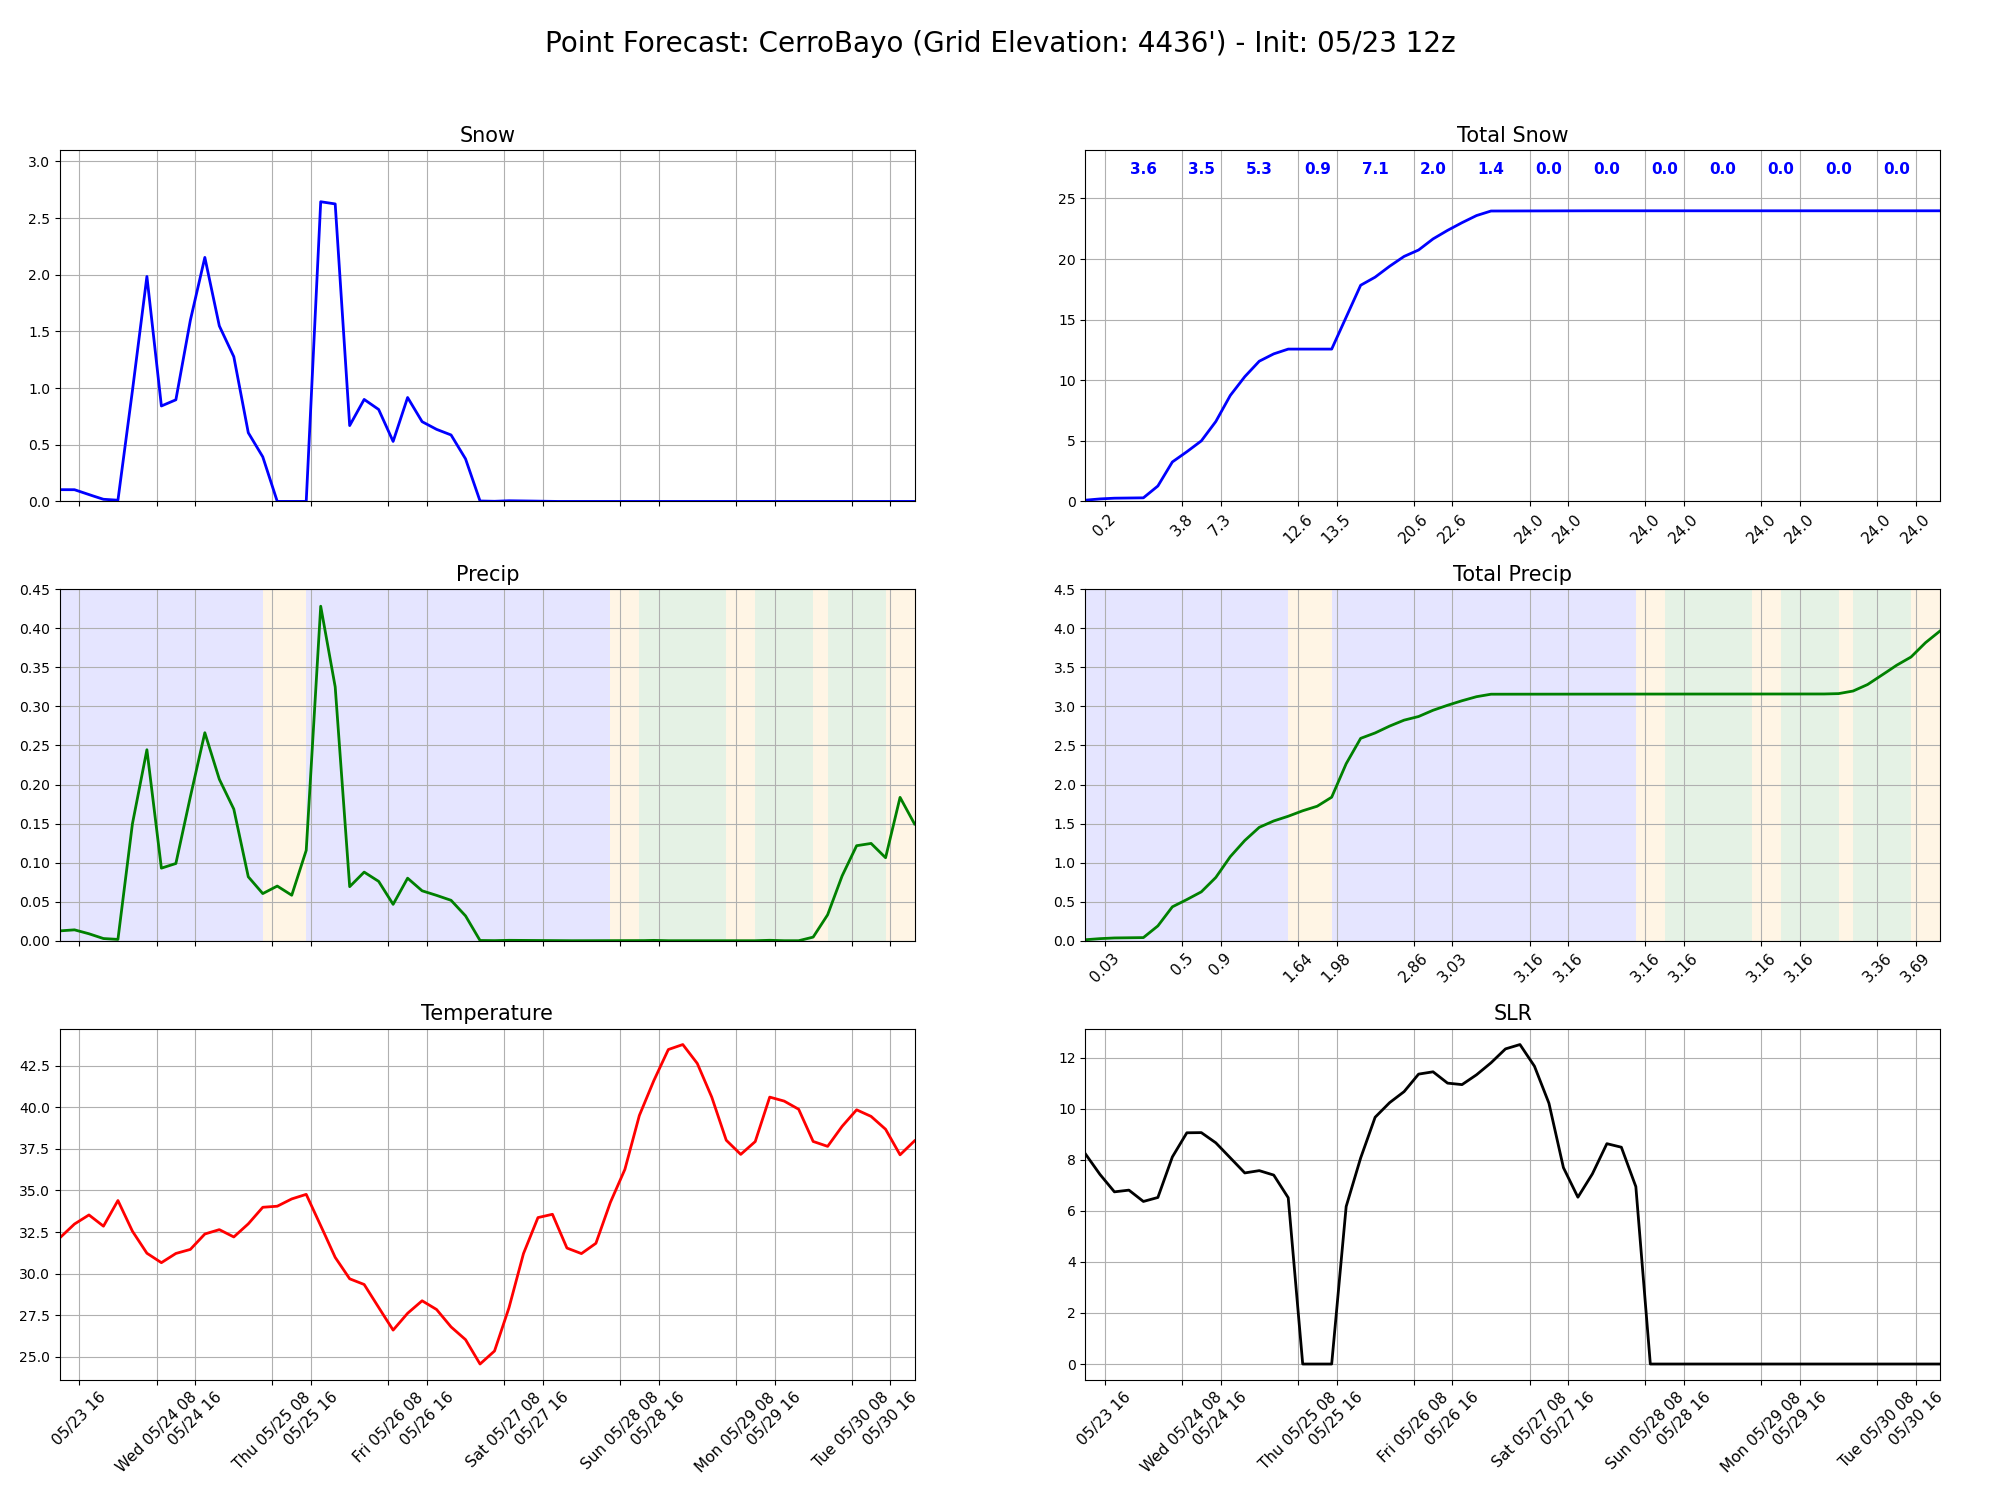 Point Forecast: CerroBayo (Grid Elevation: 4436') - Init: 05/23 12z
Snow
3.0
2.5
2.0
1.5
1.0
0.5
0.0
Total Snow
3.6 3.5 5.3 0.9 7.1 2.0 1.4 0.0 0.0 0.0 0.0 0.0 0.0 0.0
25
20
15
10
5
0
0.2 3.8 7.3 12.6 13.5 20.6 22.6 24.0 24.0 24.0 24.0 24.0 24.0 24.0 24.0
Precip
0.45
0.40
0.35
0.30
0.25
0.20
0.15
0.10
0.05
0.00
Total Precip
4.5
4.0
3.5
3.0
2.5
2.0
1.5
1.0
0.5
0.0
0.03 0.5 0.9 1.64 1.98 2.86 3.03 3.16 3.16 3.16 3.16 3.16 3.16 3.36 3.69
Temperature
42.5
40.0
37.5
35.0
32.5
30.0
27.5
25.0
05/23 16
Wed 05/24 08
05/24 16
Thu 05/25 08
05/25 16
Fri 05/26 08
05/26 16
Sat 05/27 08
05/27 16
Sun 05/28 08
05/28 16
Mon 05/29 08
05/29 16
Tue 05/30 08
05/30 16
SLR
12
10
8
6
4
2
0
05/23 16
Wed 05/24 08
05/24 16
Thu 05/25 08
05/25 16
Fri 05/26 08
05/26 16
Sat 05/27 08
05/27 16
Sun 05/28 08
05/28 16
Mon 05/29 08
05/29 16
Tue 05/30 08
05/30 16